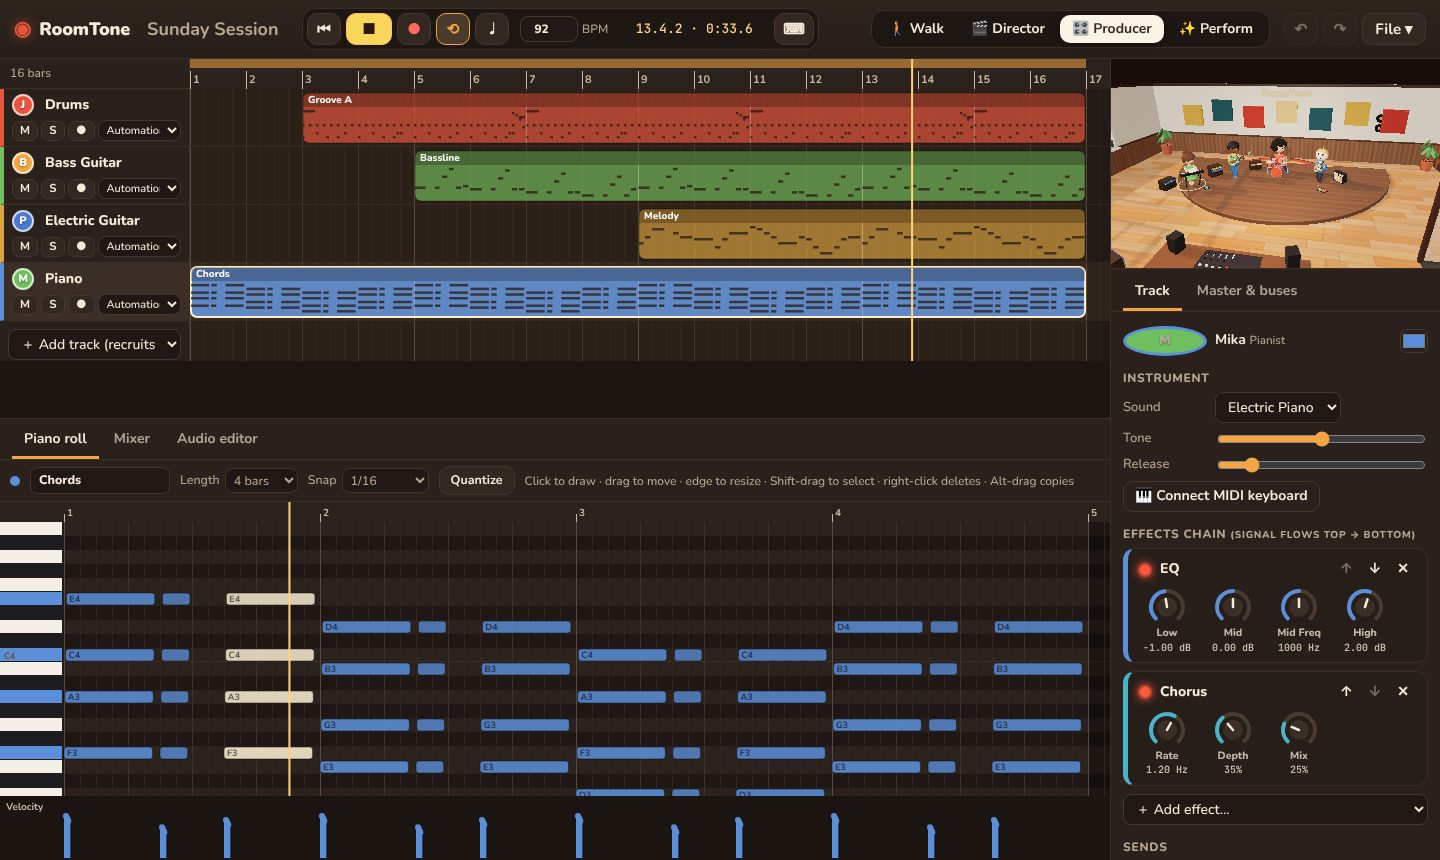 RoomTone Sunday Session
92 BPM 13.4.2 · 0:33.6
Walk Director Producer Perform
File ▾
16 bars
1 2 3 4 5 6 7 8 9 10 11 12 13 14 15 16 17
J Drums
M S Automation
Groove A
B Bass Guitar
M S Automation
Bassline
P Electric Guitar
M S Automation
Melody
M Piano
M S Automation
Chords
+ Add track (recruits
RoomTone
Track Master & buses
M Mika Pianist
INSTRUMENT
Sound Electric Piano
Tone
Release
Connect MIDI keyboard
EFFECTS CHAIN (SIGNAL FLOWS TOP → BOTTOM)
EQ ↑ ↓ ✕
Low Mid Mid Freq High
-1.00 dB 0.00 dB 1000 Hz 2.00 dB
Chorus ↑ ↓ ✕
Rate Depth Mix
1.20 Hz 35% 25%
+ Add effect...
SENDS
Piano roll Mixer Audio editor
Chords Length 4 bars Snap 1/16 Quantize Click to draw · drag to move · edge to resize · Shift-drag to select · right-click deletes · Alt-drag copies
1 2 3 4 5
E4 E4
D4 D4 D4 D4
C4 C4 C4 C4 C4
B3 B3 B3 B3
A3 A3 A3 A3
G3 G3 G3 G3
F3 F3 F3 F3
E3 E3 E3 E3
D3 D3
Velocity